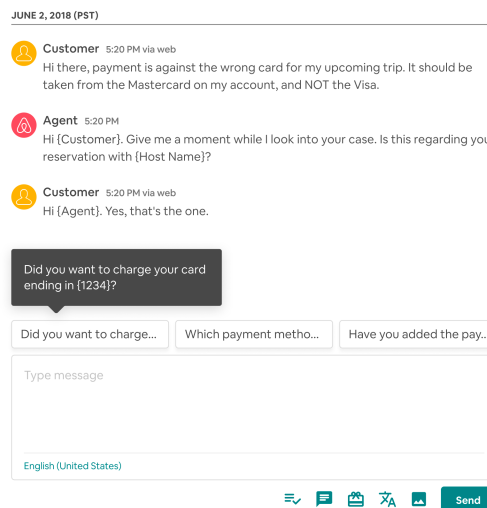 JUNE 2, 2018 (PST)
Customer 5:20 PM via web
Hi there, payment is against the wrong card for my upcoming trip. It should be
taken from the Mastercard on my account, and NOT the Visa.
Agent 5:20 PM
Hi {Customer}. Give me a moment while I look into your case. Is this regarding you
reservation with {Host Name}?
Customer 5:20 PM via web
Hi {Agent}. Yes, that's the one.
Did you want to charge your card
ending in {1234}?
Did you want to charge... Which payment metho... Have you added the pay...
Type message
English (United States)
Send